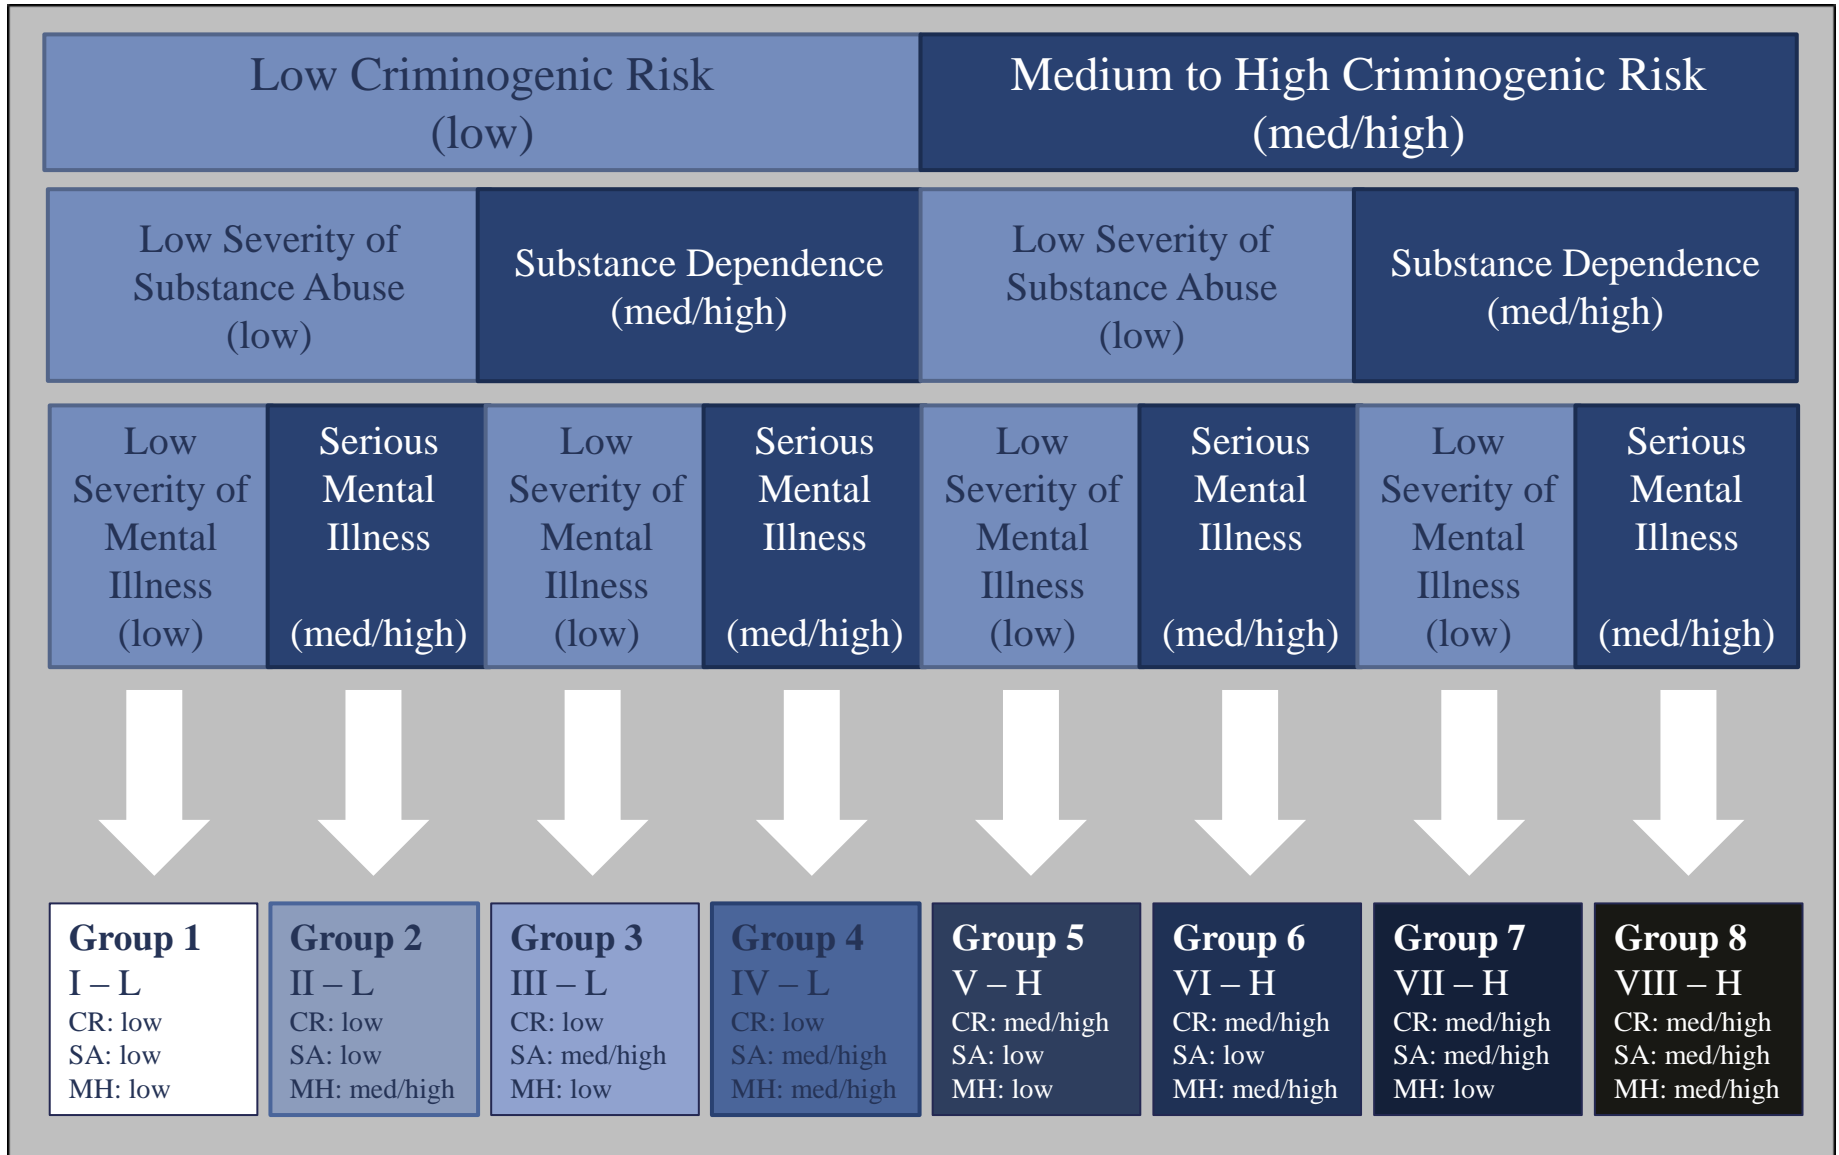 Low Criminogenic Risk
(low)
Medium to High Criminogenic Risk
(med/high)
Low Severity of
Substance Abuse
(low)
Substance Dependence
(med/high)
Low Severity of
Substance Abuse
(low)
Substance Dependence
(med/high)
Low
Severity of
Mental
Illness
(low)
Serious
Mental
Illness
(med/high)
Low
Severity of
Mental
Illness
(low)
Serious
Mental
Illness
(med/high)
Low
Severity of
Mental
Illness
(low)
Serious
Mental
Illness
(med/high)
Low
Severity of
Mental
Illness
(low)
Serious
Mental
Illness
(med/high)
Group 1
I – L
CR: low
SA: low
MH: low
Group 2
II – L
CR: low
SA: low
MH: med/high
Group 3
III – L
CR: low
SA: med/high
MH: low
Group 4
IV – L
CR: low
SA: med/high
MH: med/high
Group 5
V – H
CR: med/high
SA: low
MH: low
Group 6
VI – H
CR: med/high
SA: low
MH: med/high
Group 7
VII – H
CR: med/high
SA: med/high
MH: low
Group 8
VIII – H
CR: med/high
SA: med/high
MH: med/high